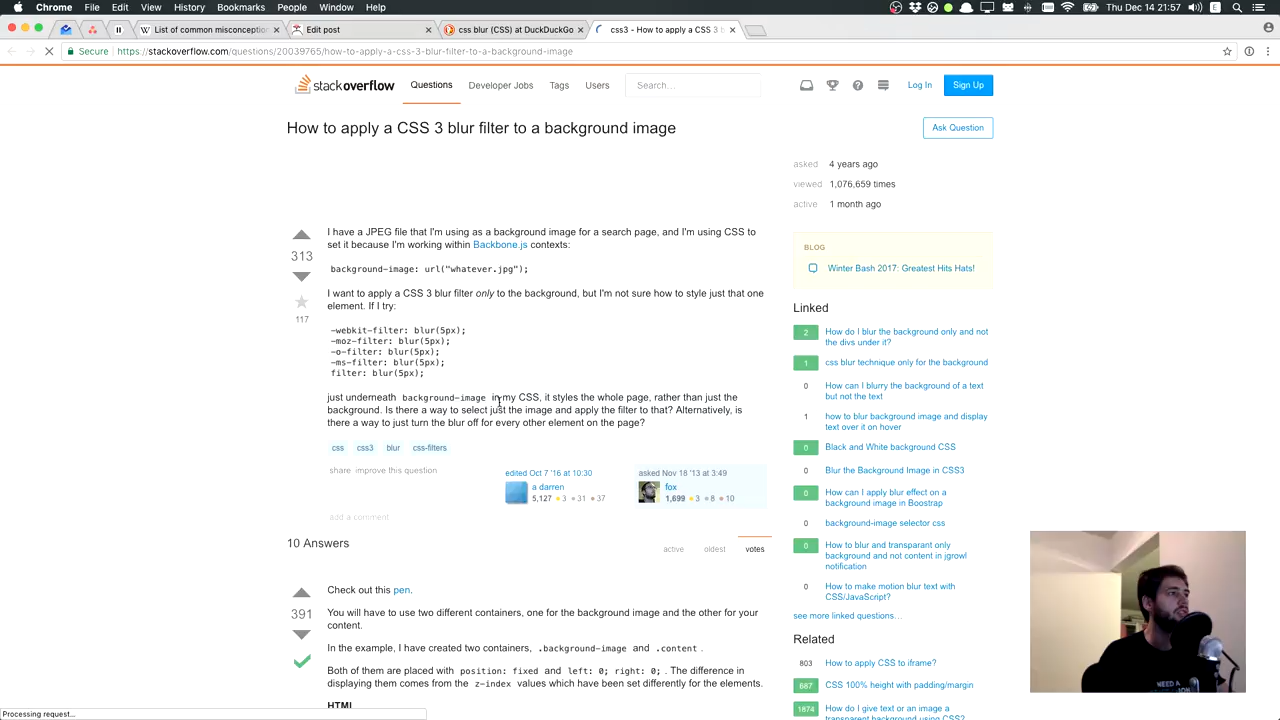 Chrome File Edit View History Bookmarks People Window Help
Thu 14 Dec 12:21:57
List of common misconception
Edit post
css blur (CSS) at DuckDuckGo
css3 - How to apply a CSS 3 b
Secure https://stackoverflow.com/questions/20039765/how-to-apply-a-css-3-blur-filter-to-a-background-image
stackoverflow Questions Developer Jobs Tags Users Search… Log In Sign Up
How to apply a CSS 3 blur filter to a background image
Ask Question
asked 4 years ago
viewed 1,076,659 times
active 1 month ago
313
117
I have a JPEG file that I'm using as a background image for a search page, and I'm using CSS to
set it because I'm working within Backbone.js contexts:
background-image: url("whatever.jpg");
I want to apply a CSS 3 blur filter only to the background, but I'm not sure how to style just that one
element. If I try:
-webkit-filter: blur(5px);
-moz-filter: blur(5px);
-o-filter: blur(5px);
-ms-filter: blur(5px);
filter: blur(5px);
just underneath background-image in my CSS, it styles the whole page, rather than just the
background. Is there a way to select just the image and apply the filter to that? Alternatively, is
there a way to just turn the blur off for every other element on the page?
css css3 blur css-filters
share improve this question
edited Oct 7 '16 at 10:30
a darren
5,127 3 31 37
asked Nov 18 '13 at 3:49
fox
1,699 3 8 10
add a comment
10 Answers
active oldest votes
391
Check out this pen.
You will have to use two different containers, one for the background image and the other for your
content.
In the example, I have created two containers, .background-image and .content .
Both of them are placed with position: fixed and left: 0; right: 0; . The difference in
displaying them comes from the z-index values which have been set differently for the elements.
HTML
BLOG
Winter Bash 2017: Greatest Hits Hats!
Linked
2 How do I blur the background only and not
the divs under it?
1 css blur technique only for the background
0 How can I blurry the background of a text
but not the text
1 how to blur background image and display
text over it on hover
0 Black and White background CSS
0 Blur the Background Image in CSS3
0 How can I apply blur effect on a
background image in Boostrap
0 background-image selector css
0 How to blur and transparant only
background and not content in jgrowl
notification
0 How to make motion blur text with
CSS/JavaScript?
see more linked questions…
Related
803 How to apply CSS to iframe?
687 CSS 100% height with padding/margin
1874 How do I give text or an image a
transparent background using CSS?
Processing request…